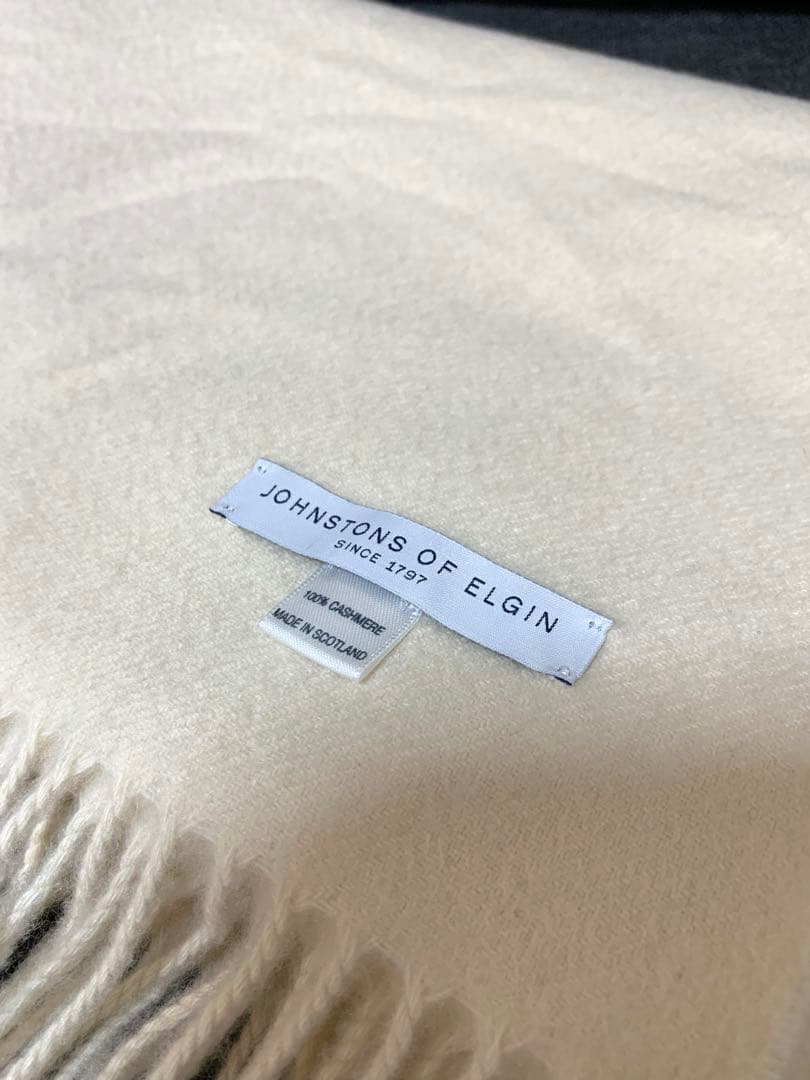 JOHNSTONS OF ELGIN
SINCE 1797
100% CASHMERE
MADE IN SCOTLAND